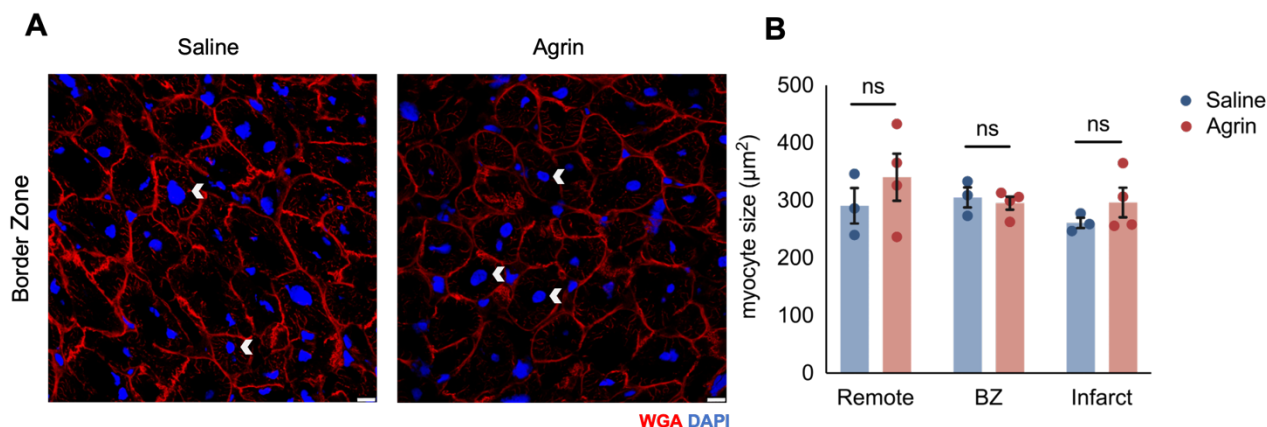 A
Saline
Agrin
Border Zone
WGA DAPI
B
myocyte size (µm²)
500
400
300
200
100
0
ns
ns
ns
Remote
BZ
Infarct
Saline
Agrin